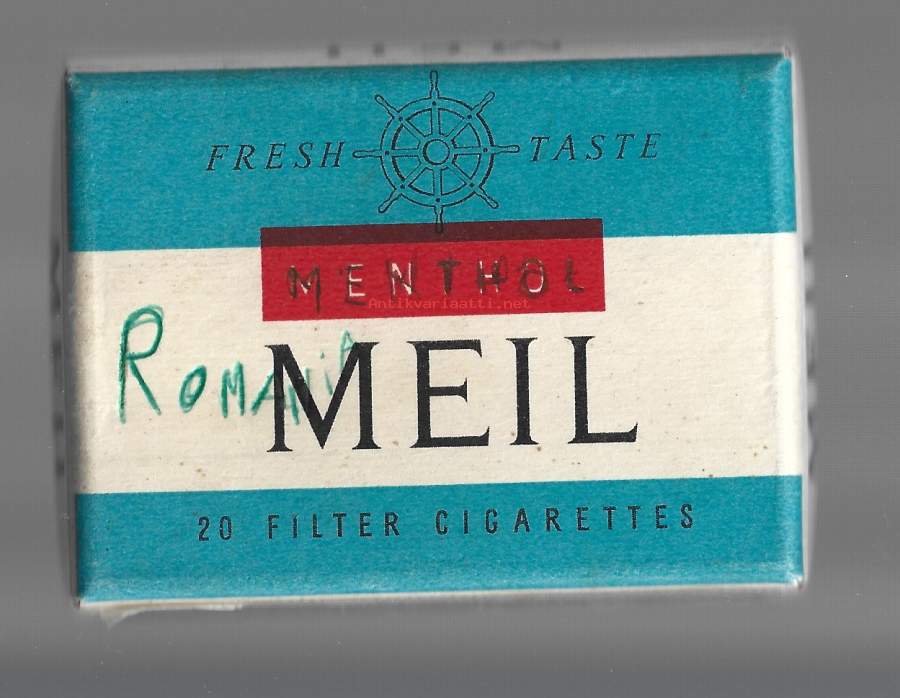 FRESH TASTE
MENTHOL
Antikvariaatti.net
ROMANIA
MEIL
20 FILTER CIGARETTES